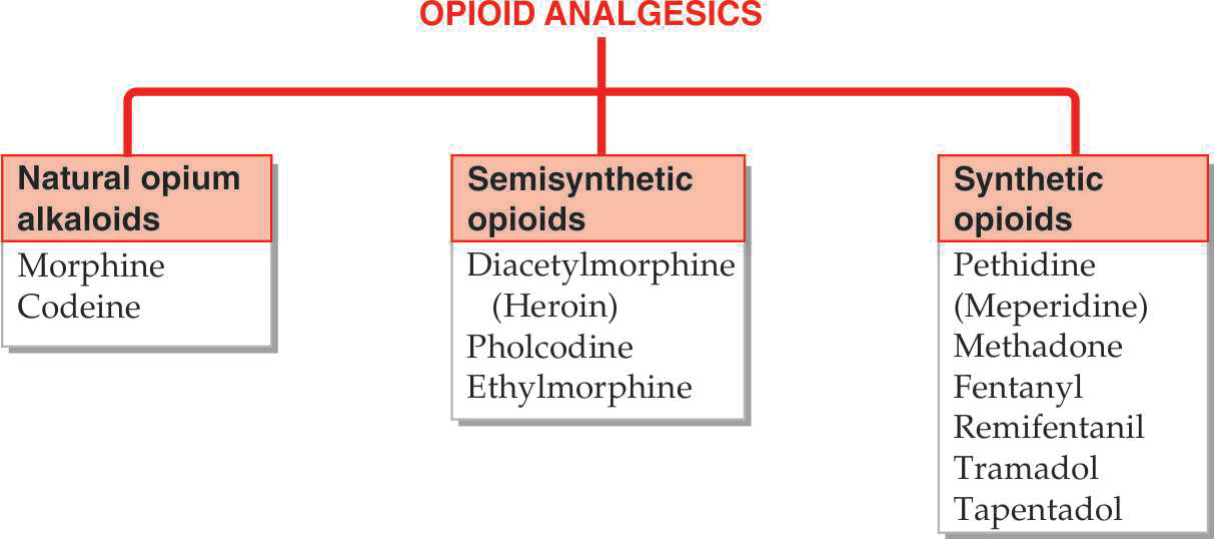 OPIOID ANALGESICS
Natural opium
alkaloids
Morphine
Codeine
Semisynthetic
opioids
Diacetylmorphine
(Heroin)
Pholcodine
Ethylmorphine
Synthetic
opioids
Pethidine
(Meperidine)
Methadone
Fentanyl
Remifentanil
Tramadol
Tapentadol